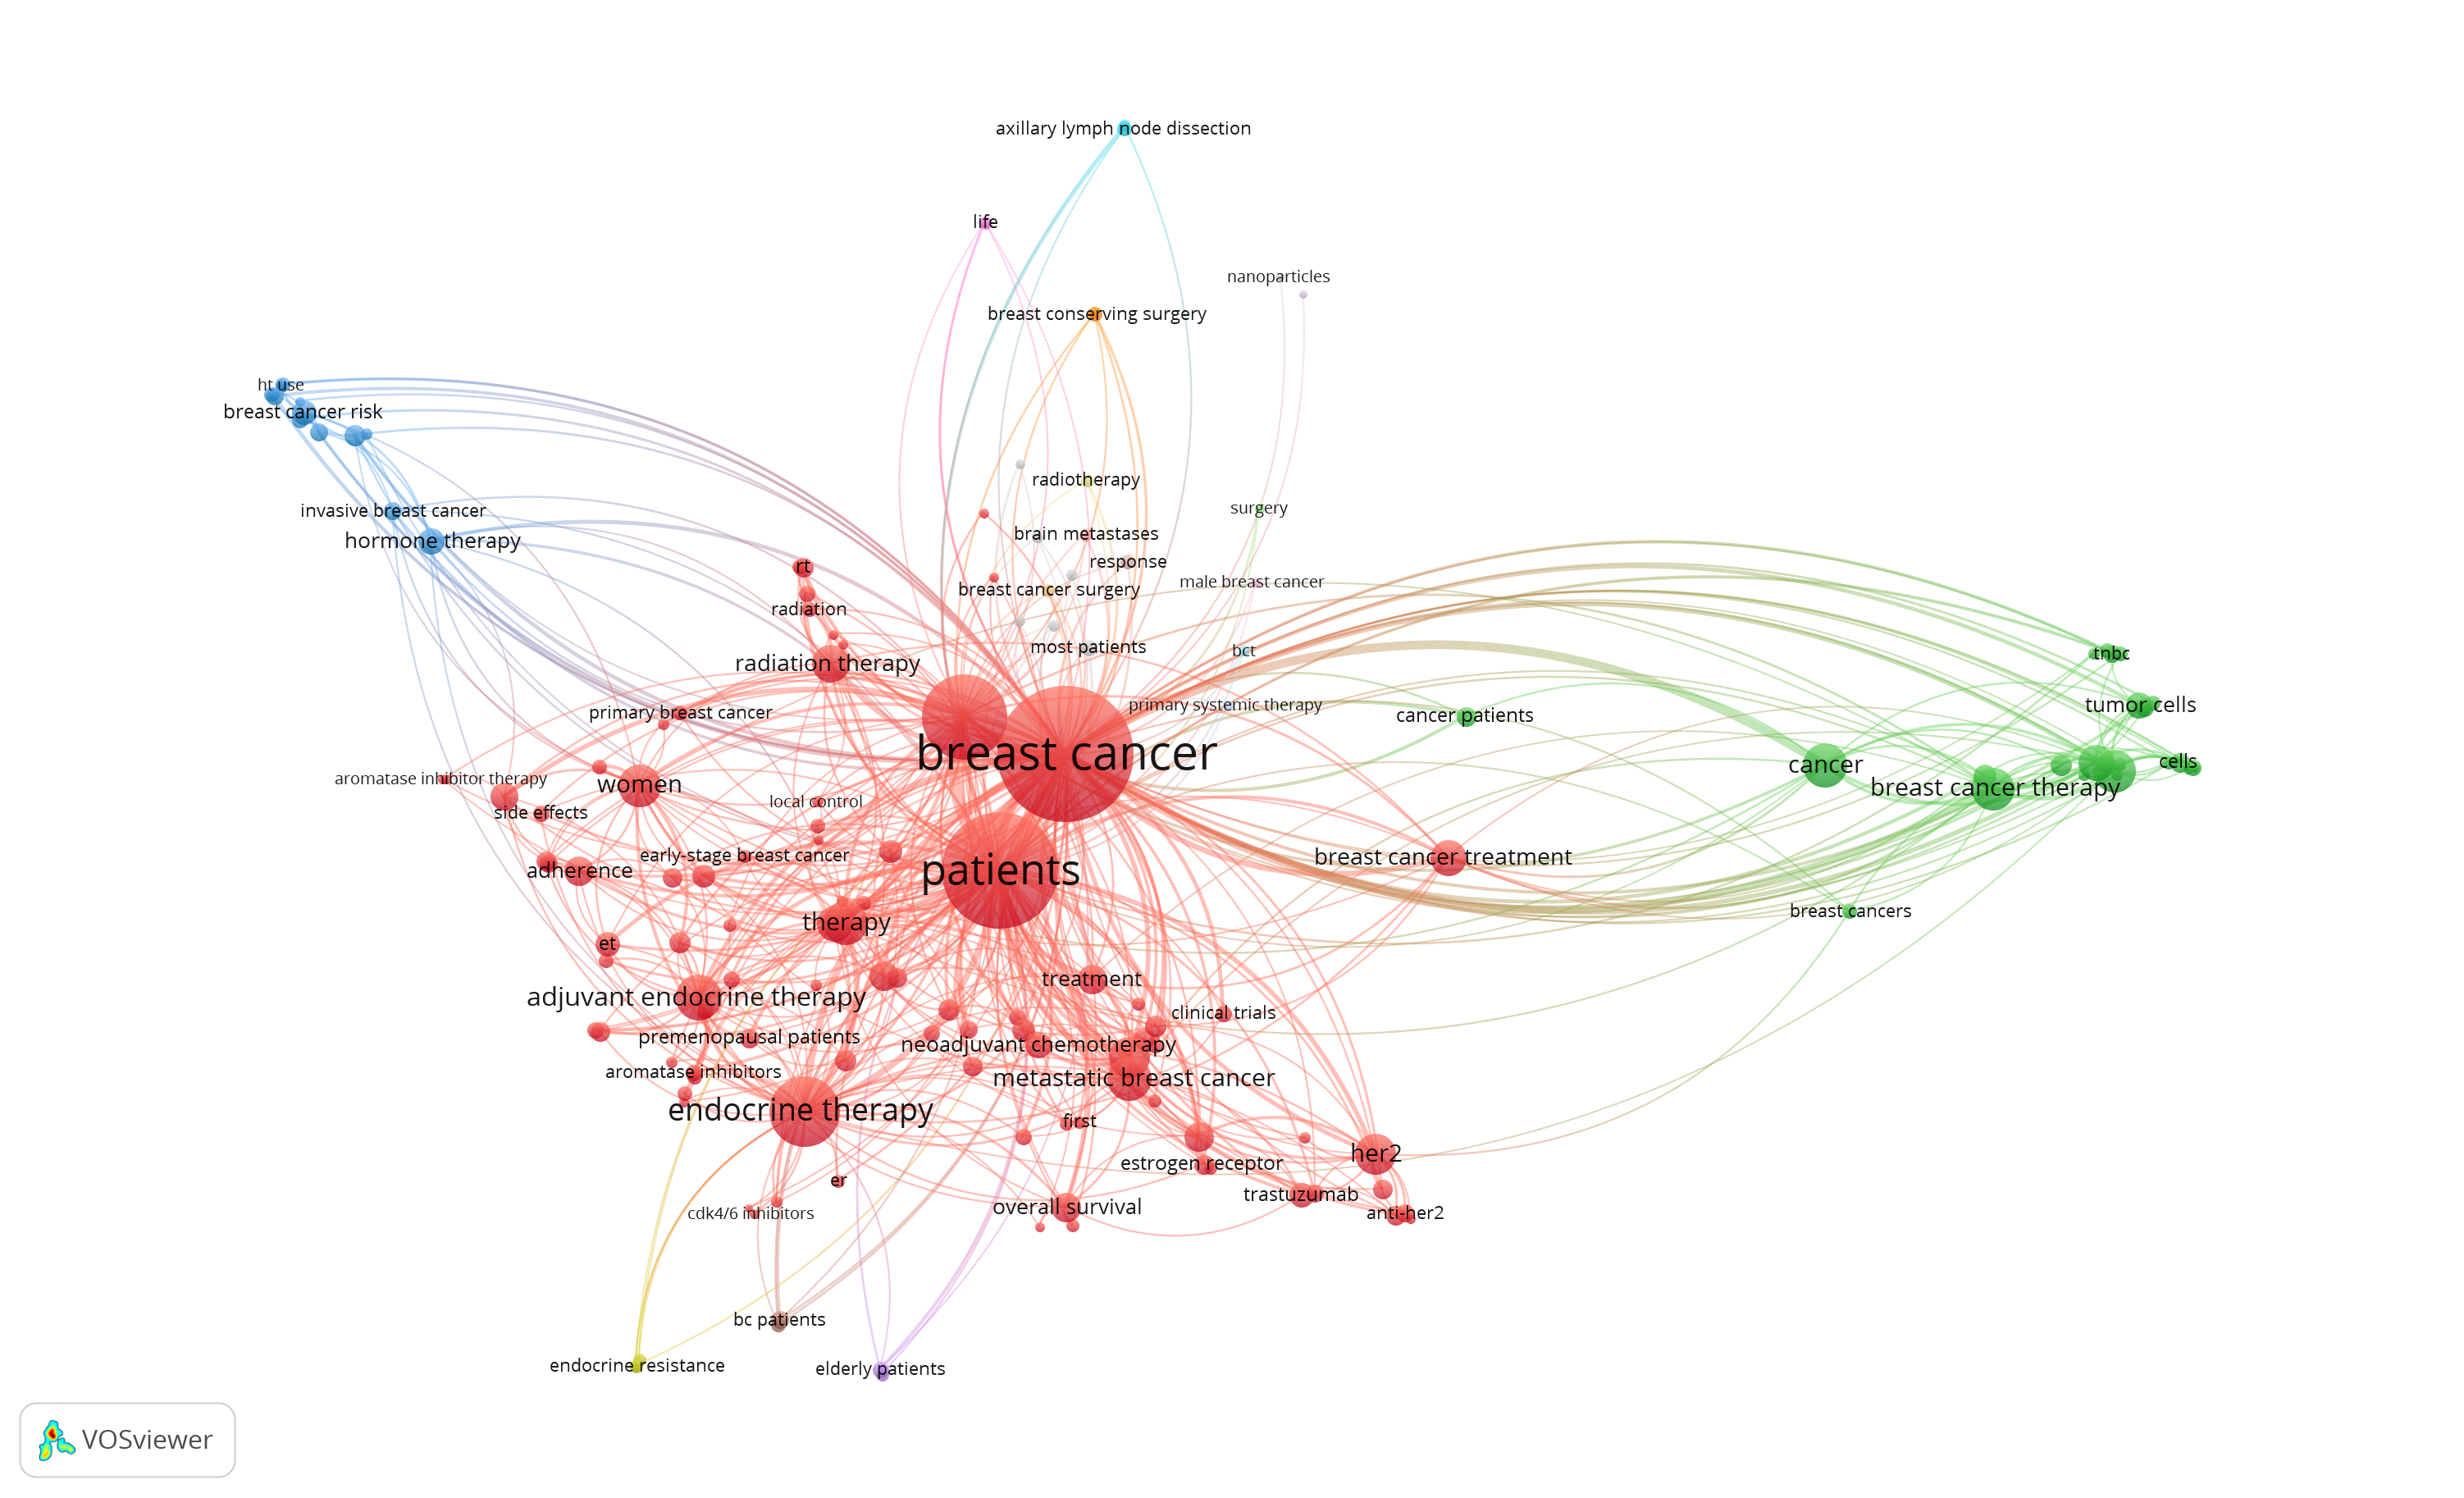 axillary lymph node dissection
life
nanoparticles
breast conserving surgery
ht use
breast cancer risk
radiotherapy
surgery
invasive breast cancer
brain metastases
hormone therapy
response
rt
male breast cancer
breast cancer surgery
radiation
most patients
bct
tnbc
radiation therapy
primary systemic therapy
tumor cells
primary breast cancer
cancer patients
breast cancer
cells
cancer
aromatase inhibitor therapy
women
breast cancer therapy
local control
side effects
early-stage breast cancer
breast cancer treatment
adherence
patients
breast cancers
therapy
et
treatment
adjuvant endocrine therapy
clinical trials
premenopausal patients
neoadjuvant chemotherapy
aromatase inhibitors
metastatic breast cancer
endocrine therapy
first
her2
estrogen receptor
er
trastuzumab
overall survival
cdk4/6 inhibitors
anti-her2
bc patients
endocrine resistance
elderly patients
VOSviewer